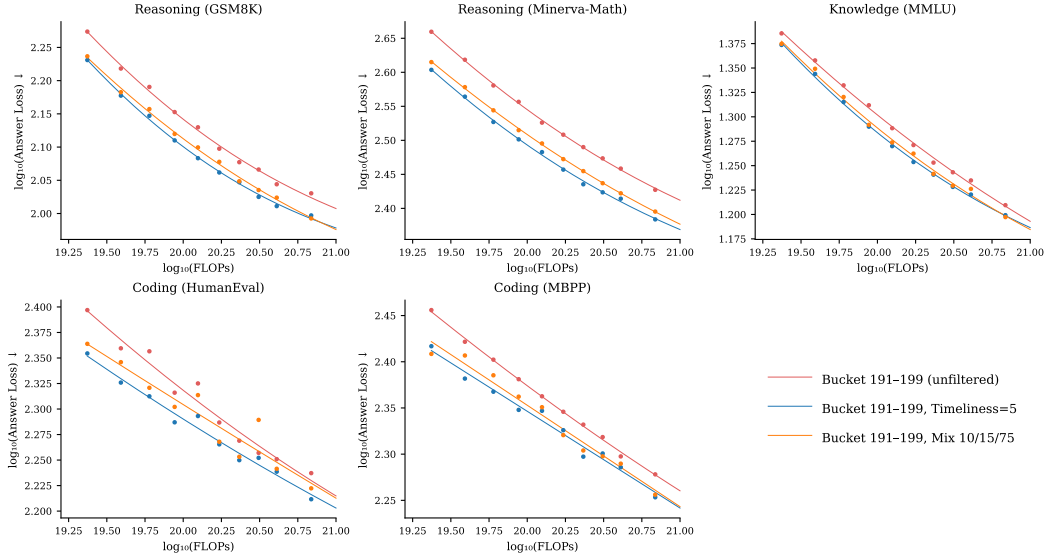 Reasoning (GSM8K)
log₁₀(Answer Loss) ↓
2.25
2.20
2.15
2.10
2.05
2.00
19.25 19.50 19.75 20.00 20.25 20.50 20.75 21.00
log₁₀(FLOPs)
Reasoning (Minerva-Math)
log₁₀(Answer Loss) ↓
2.65
2.60
2.55
2.50
2.45
2.40
19.25 19.50 19.75 20.00 20.25 20.50 20.75 21.00
log₁₀(FLOPs)
Knowledge (MMLU)
log₁₀(Answer Loss) ↓
1.375
1.350
1.325
1.300
1.275
1.250
1.225
1.200
1.175
19.25 19.50 19.75 20.00 20.25 20.50 20.75 21.00
log₁₀(FLOPs)
Coding (HumanEval)
log₁₀(Answer Loss) ↓
2.400
2.375
2.350
2.325
2.300
2.275
2.250
2.225
2.200
19.25 19.50 19.75 20.00 20.25 20.50 20.75 21.00
log₁₀(FLOPs)
Coding (MBPP)
log₁₀(Answer Loss) ↓
2.45
2.40
2.35
2.30
2.25
19.25 19.50 19.75 20.00 20.25 20.50 20.75 21.00
log₁₀(FLOPs)
Bucket 191–199 (unfiltered)
Bucket 191–199, Timeliness=5
Bucket 191–199, Mix 10/15/75